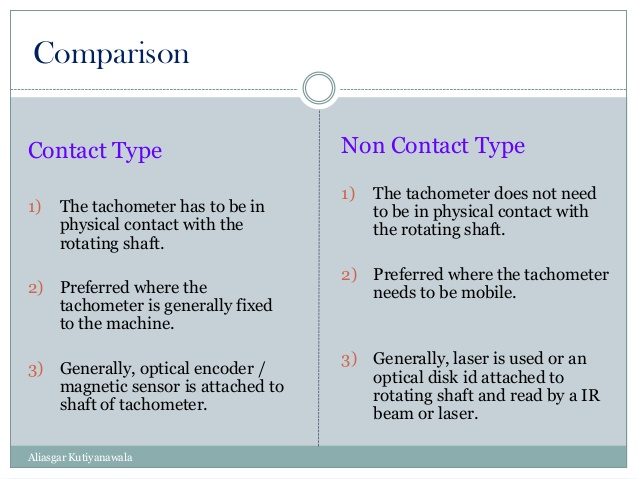 Comparison
Contact Type
1) The tachometer has to be in
physical contact with the
rotating shaft.
2) Preferred where the
tachometer is generally fixed
to the machine.
3) Generally, optical encoder /
magnetic sensor is attached to
shaft of tachometer.
Non Contact Type
1) The tachometer does not need
to be in physical contact with
the rotating shaft.
2) Preferred where the tachometer
needs to be mobile.
3) Generally, laser is used or an
optical disk id attached to
rotating shaft and read by a IR
beam or laser.
Aliasgar Kutiyanawala